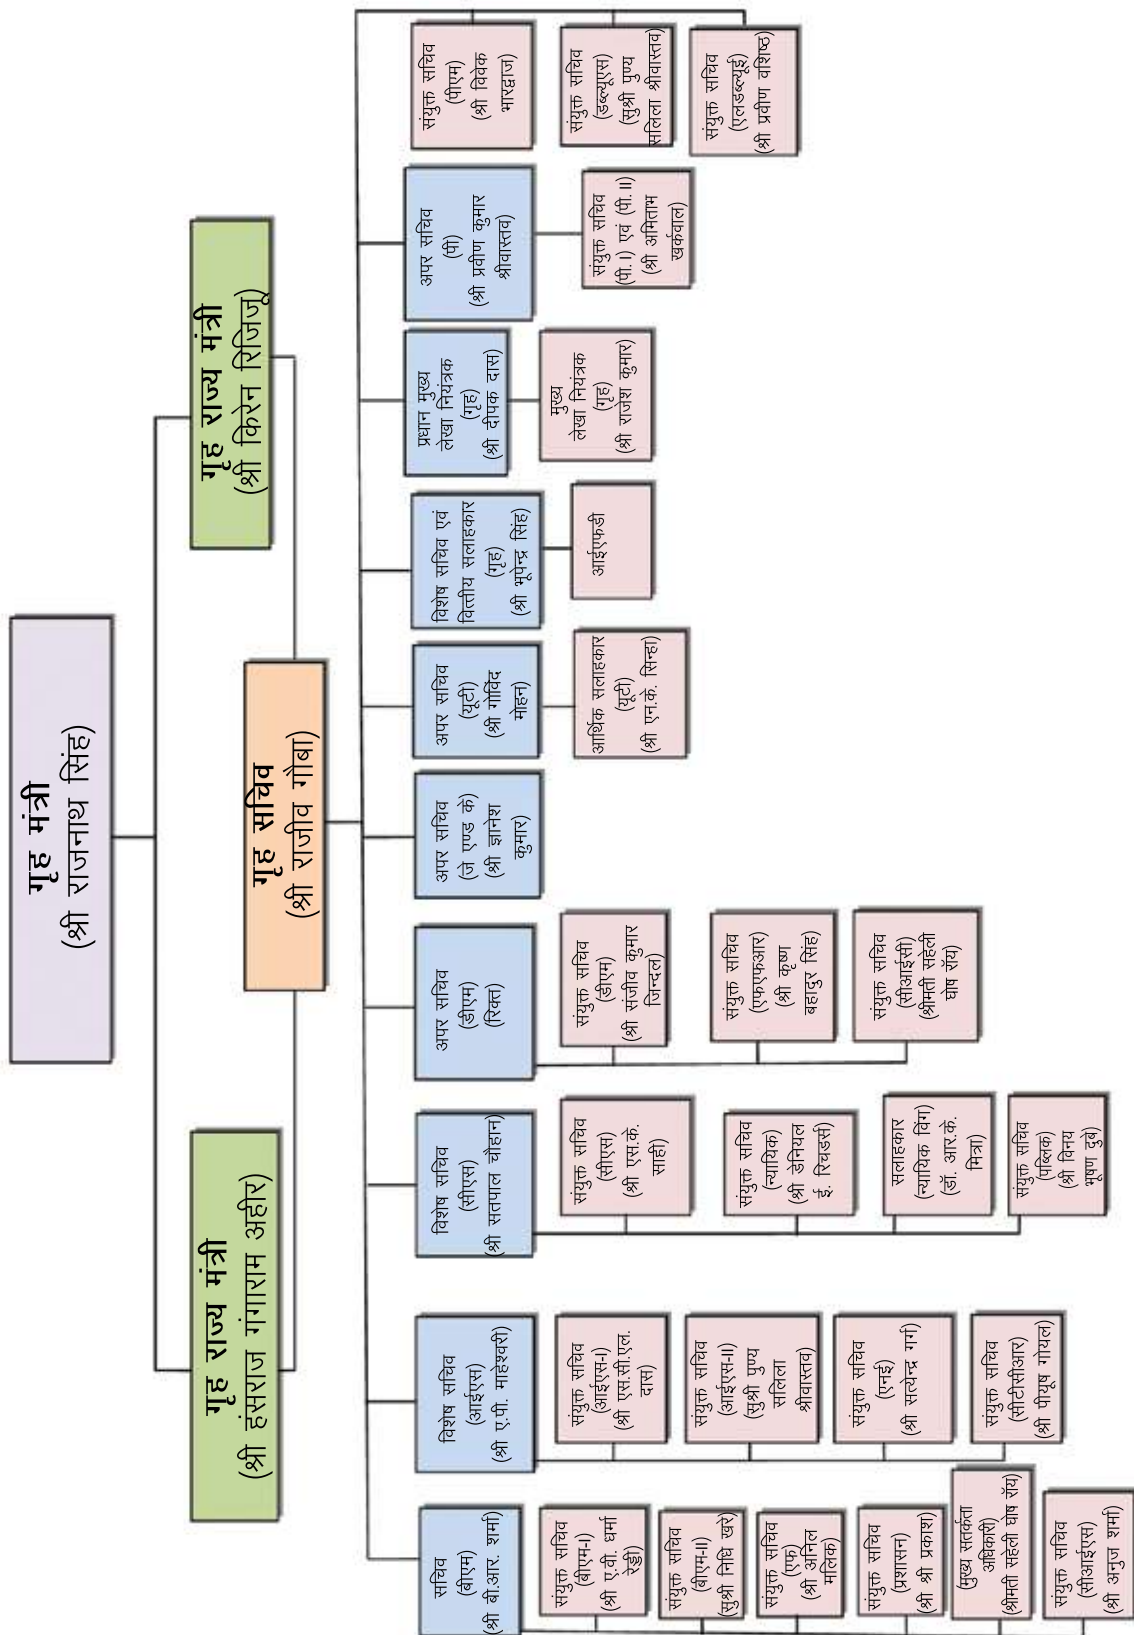 गृह मंत्री
(श्री राजनाथ सिंह)
गृह राज्य मंत्री
(श्री हंसराज गंगाराम अहीर)
गृह राज्य मंत्री
(श्री किरेन रिजिजू)
गृह सचिव
(श्री राजीव गौबा)
सचिव
(बीएम)
(श्री बी.आर. शर्मा)
संयुक्त सचिव
(बीएम-I)
(श्री ए.वी. धर्मा
रेड्डी)
संयुक्त सचिव
(बीएम-II)
(सुश्री निधि खरे)
संयुक्त सचिव
(एफ)
(श्री अनिल
मलिक)
संयुक्त सचिव
(प्रशासन)
(श्री श्री प्रकाश)
(मुख्य सतर्कता
अधिकारी)
(श्रीमती सहेली घोष रॉय)
संयुक्त सचिव
(सीआईएस)
(श्री अनुज शर्मा)
विशेष सचिव
(आईएस)
(श्री ए.पी. माहेश्वरी)
संयुक्त सचिव
(आईएस-I)
(श्री एस.सी.एल.
दास)
संयुक्त सचिव
(आईएस-II)
(सुश्री पुण्य
सलिला
श्रीवास्तव)
संयुक्त सचिव
(एनई)
(श्री सत्येन्द्र गर्ग)
संयुक्त सचिव
(सीटीसीआर)
(श्री पीयूष गोयल)
विशेष सचिव
(सीएस)
(श्री सतपाल चौहान)
संयुक्त सचिव
(सीएस)
(श्री एस.के.
साही)
संयुक्त सचिव
(न्यायिक)
(श्री डेनियल
ई. रिचर्डर्स)
सलाहकार
(न्यायिक विंग)
(डॉ. आर.के.
मित्रा)
संयुक्त सचिव
(पब्लिक)
(श्री विनय
भूषण दुबे)
अपर सचिव
(डीएम)
(रिक्त)
संयुक्त सचिव
(डीएम)
(श्री संजीव कुमार
जिन्दल)
संयुक्त सचिव
(एफएफआर)
(श्री कृष्ण
बहादुर सिंह)
संयुक्त सचिव
(सीआईसी)
(श्रीमती सहेली
घोष रॉय)
अपर सचिव
(जे एण्ड के)
(श्री ज्ञानेश
कुमार)
अपर सचिव
(यूटी)
(श्री गोविंद
मोहन)
आर्थिक सलाहकार
(यूटी)
(श्री एन.के. सिन्हा)
विशेष सचिव एवं
वित्तीय सलाहकार
(गृह)
(श्री भूपेन्द्र सिंह)
आईएफडी
प्रधान मुख्य
लेखा नियंत्रक
(गृह)
(श्री दीपक दास)
मुख्य
लेखा नियंत्रक
(गृह)
(श्री राजेश कुमार)
अपर सचिव
(पी)
(श्री प्रवीण कुमार
श्रीवास्तव)
संयुक्त सचिव
(पी.I) एवं (पी.II)
(श्री अमिताभ
खर्कवाल)
संयुक्त सचिव
(पीएम)
(श्री विवेक
भारद्वाज)
संयुक्त सचिव
(डब्ल्यूएस)
(सुश्री पुण्य
सलिला श्रीवास्तव)
संयुक्त सचिव
(एलडब्ल्यूई)
(श्री प्रवीण वशिष्ठ)